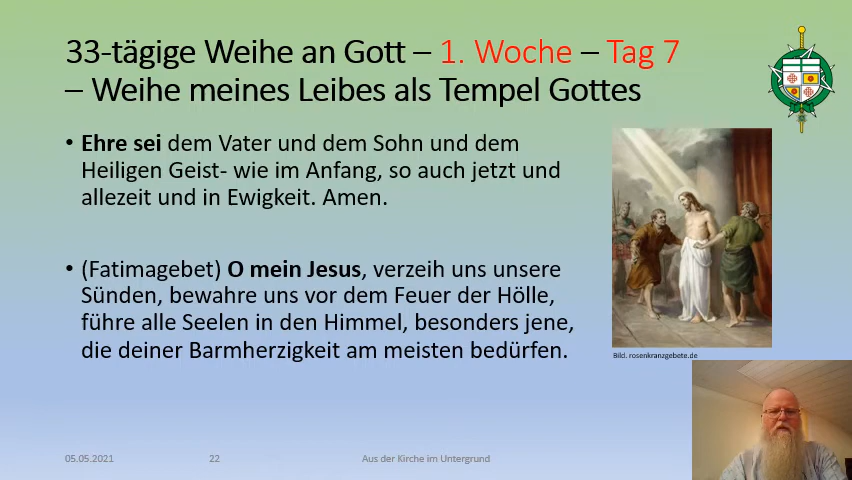 33-tägige Weihe an Gott – 1. Woche – Tag 7
– Weihe meines Leibes als Tempel Gottes
• Ehre sei dem Vater und dem Sohn und dem
Heiligen Geist- wie im Anfang, so auch jetzt und
allezeit und in Ewigkeit. Amen.
• (Fatimagebet) O mein Jesus, verzeih uns unsere
Sünden, bewahre uns vor dem Feuer der Hölle,
führe alle Seelen in den Himmel, besonders jene,
die deiner Barmherzigkeit am meisten bedürfen.
Bild. rosenkranzgebete.de
05.05.2021
22
Aus der Kirche im Untergrund